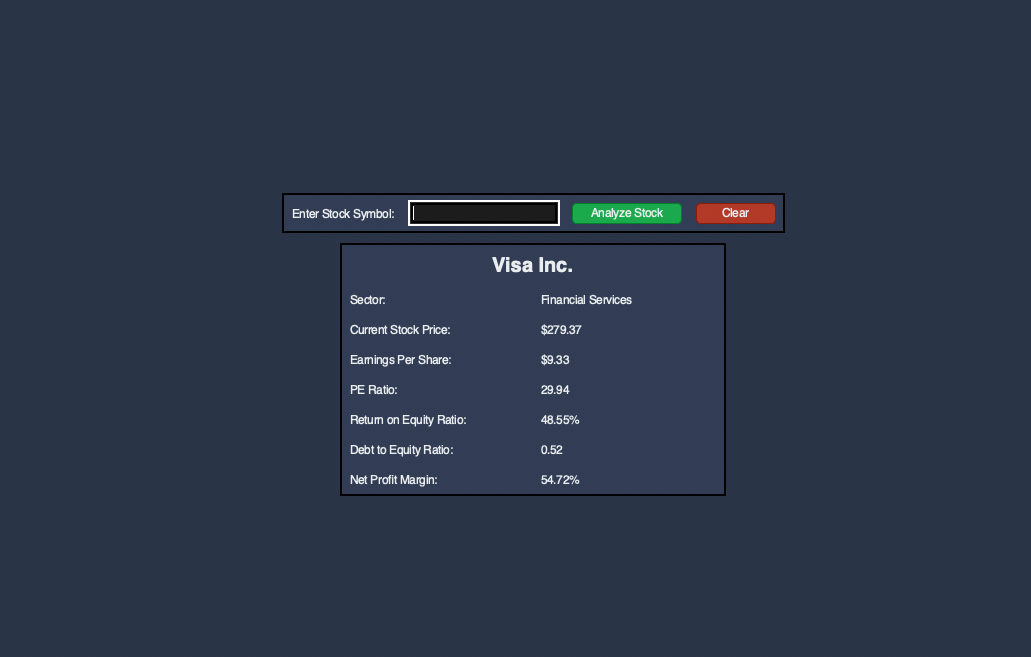 Enter Stock Symbol: Analyze Stock Clear
Visa Inc.
Sector: Financial Services
Current Stock Price: $279.37
Earnings Per Share: $9.33
PE Ratio: 29.94
Return on Equity Ratio: 48.55%
Debt to Equity Ratio: 0.52
Net Profit Margin: 54.72%